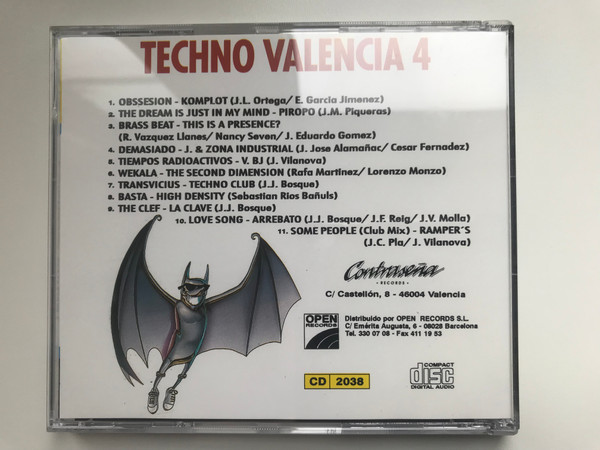 TECHNO VALENCIA 4
1. OBSSESION - KOMPLOT (J.L. Ortega/ E. Garcia Jimenez)
2. THE DREAM IS JUST IN MY MIND - PIROPO (J.M. Piqueras)
3. BRASS BEAT - THIS IS A PRESENCE?
(R. Vazquez Llanes/ Nancy Seven/ J. Eduardo Gomez)
4. DEMASIADO - J. & ZONA INDUSTRIAL (J. Jose Alamañac/ Cesar Fernadez)
5. TIEMPOS RADIOACTIVOS - V. BJ (J. Vilanova)
6. WEKALA - THE SECOND DIMENSION (Rafa Martinez/ Lorenzo Monzo)
7. TRANSVICIUS - TECHNO CLUB (J.J. Bosque)
8. BASTA - HIGH DENSITY (Sebastian Rios Bañuls)
9. THE CLEF - LA CLAVE (J.J. Bosque)
10. LOVE SONG - ARREBATO (J.J. Bosque/ J.F. Reig/ J.V. Molla)
11. SOME PEOPLE (Club Mix) - RAMPER´S
(J.C. Pla/ J. Vilanova)
Contraseña
· RECORDS ·
C/ Castellón, 8 - 46004 Valencia
OPEN
RECORDS
Distribuido por OPEN RECORDS S.L.
C/ Emérita Augusta, 6 - 08028 Barcelona
Tel. 330 07 08 - Fax 411 19 53
CD 2038
COMPACT
disc
DIGITAL AUDIO